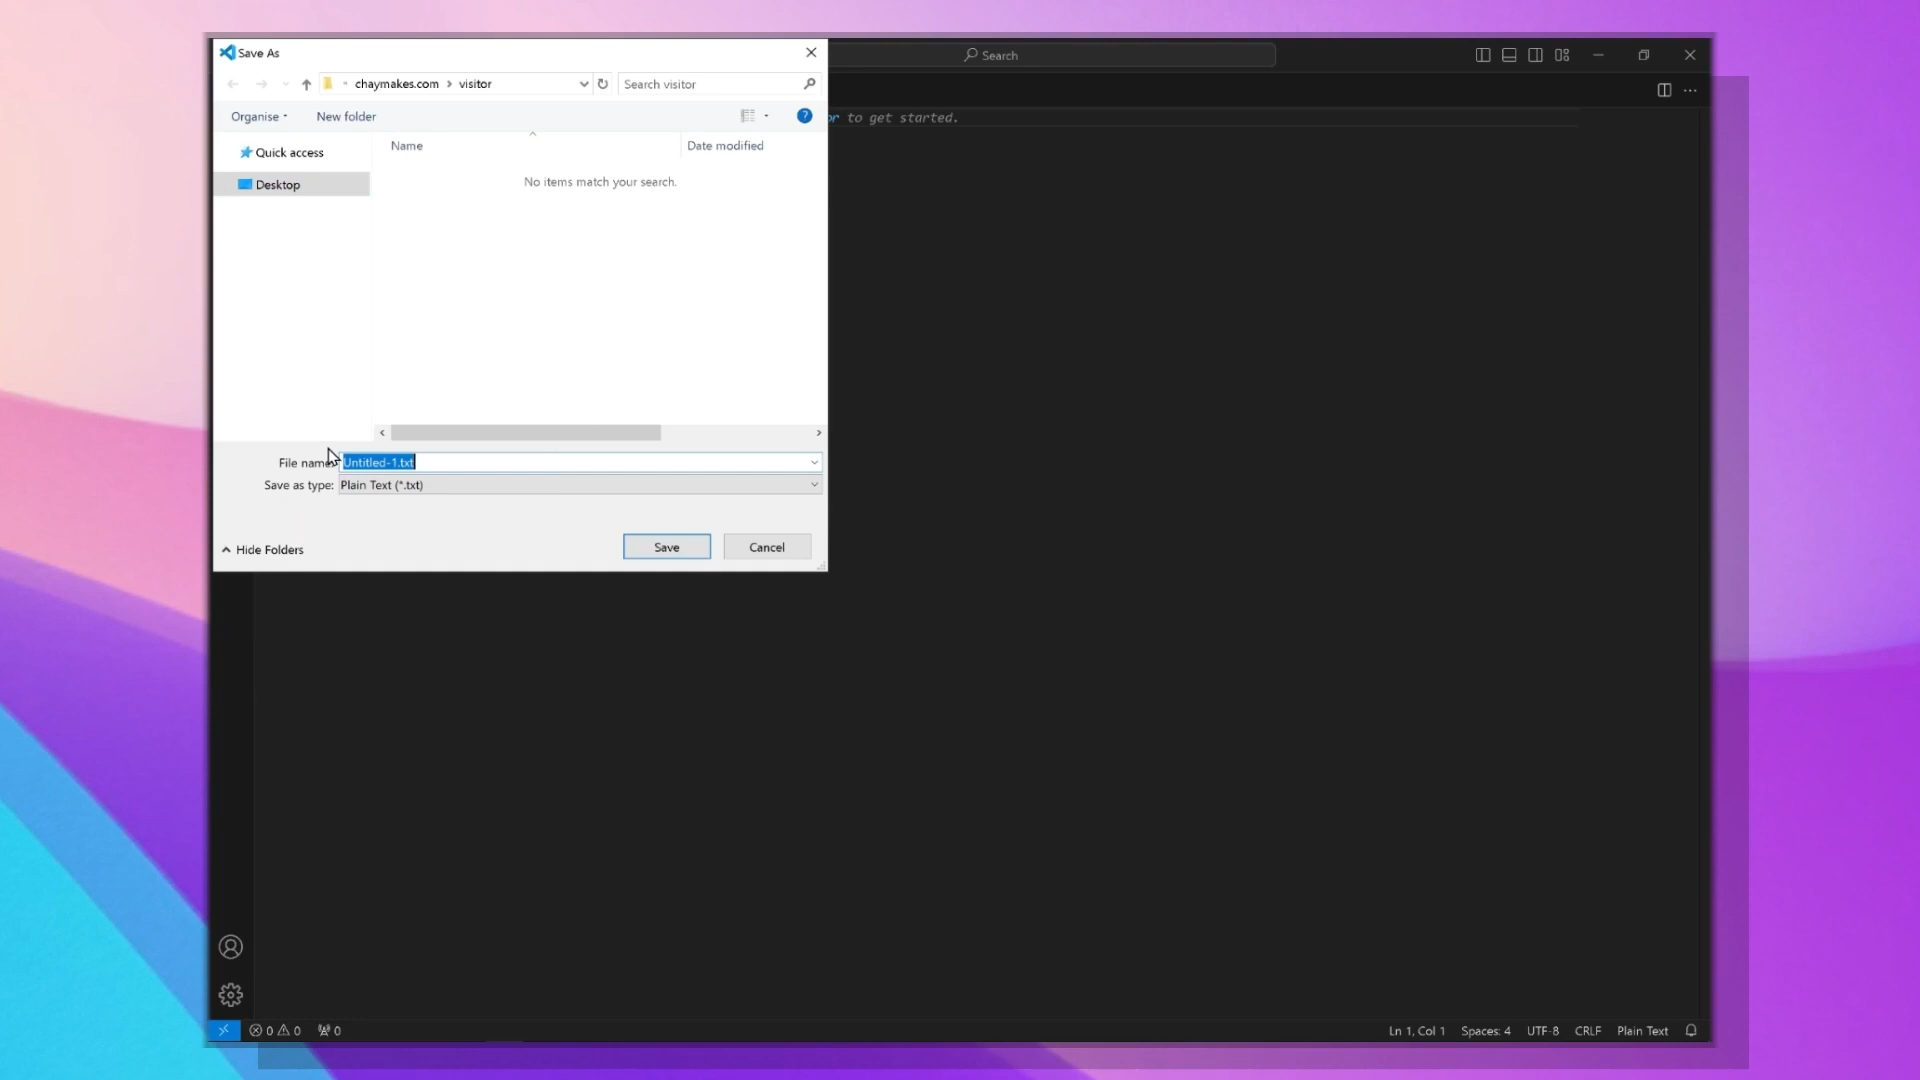 Save As
Search
chaymakes.com > visitor
Search visitor
Organise
New folder
?
to get started.
Quick access
Name
Date modified
Desktop
No items match your search.
File name:
Untitled-1.txt
Save as type:
Plain Text (*.txt)
Hide Folders
Save
Cancel
0 0 0
Ln 1, Col 1
Spaces: 4
UTF-8
CRLF
Plain Text